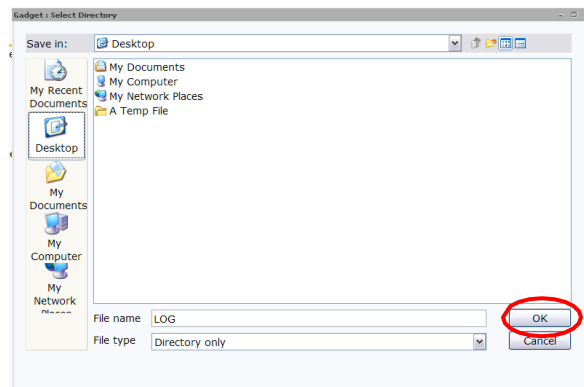 Gadget : Select Directory
Save in:
Desktop
My Recent
Documents
Desktop
My
Documents
My
Computer
My
Network
Places
My Documents
My Computer
My Network Places
A Temp File
File name
LOG
OK
File type
Directory only
Cancel